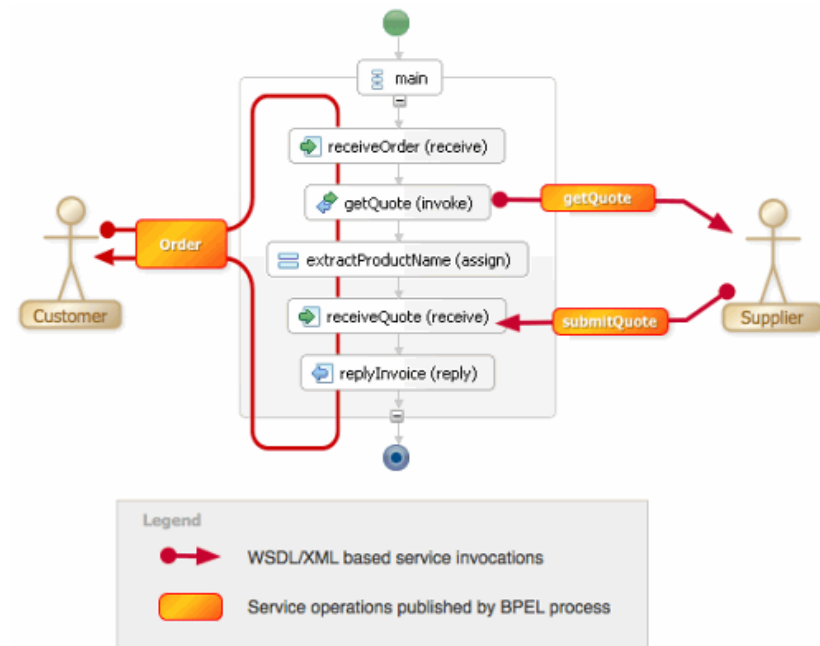 main
receiveOrder (receive)
getQuote (invoke)
getQuote
Order
extractProductName (assign)
Customer
receiveQuote (receive)
submitQuote
Supplier
replyInvoice (reply)
Legend
WSDL/XML based service invocations
Service operations published by BPEL process